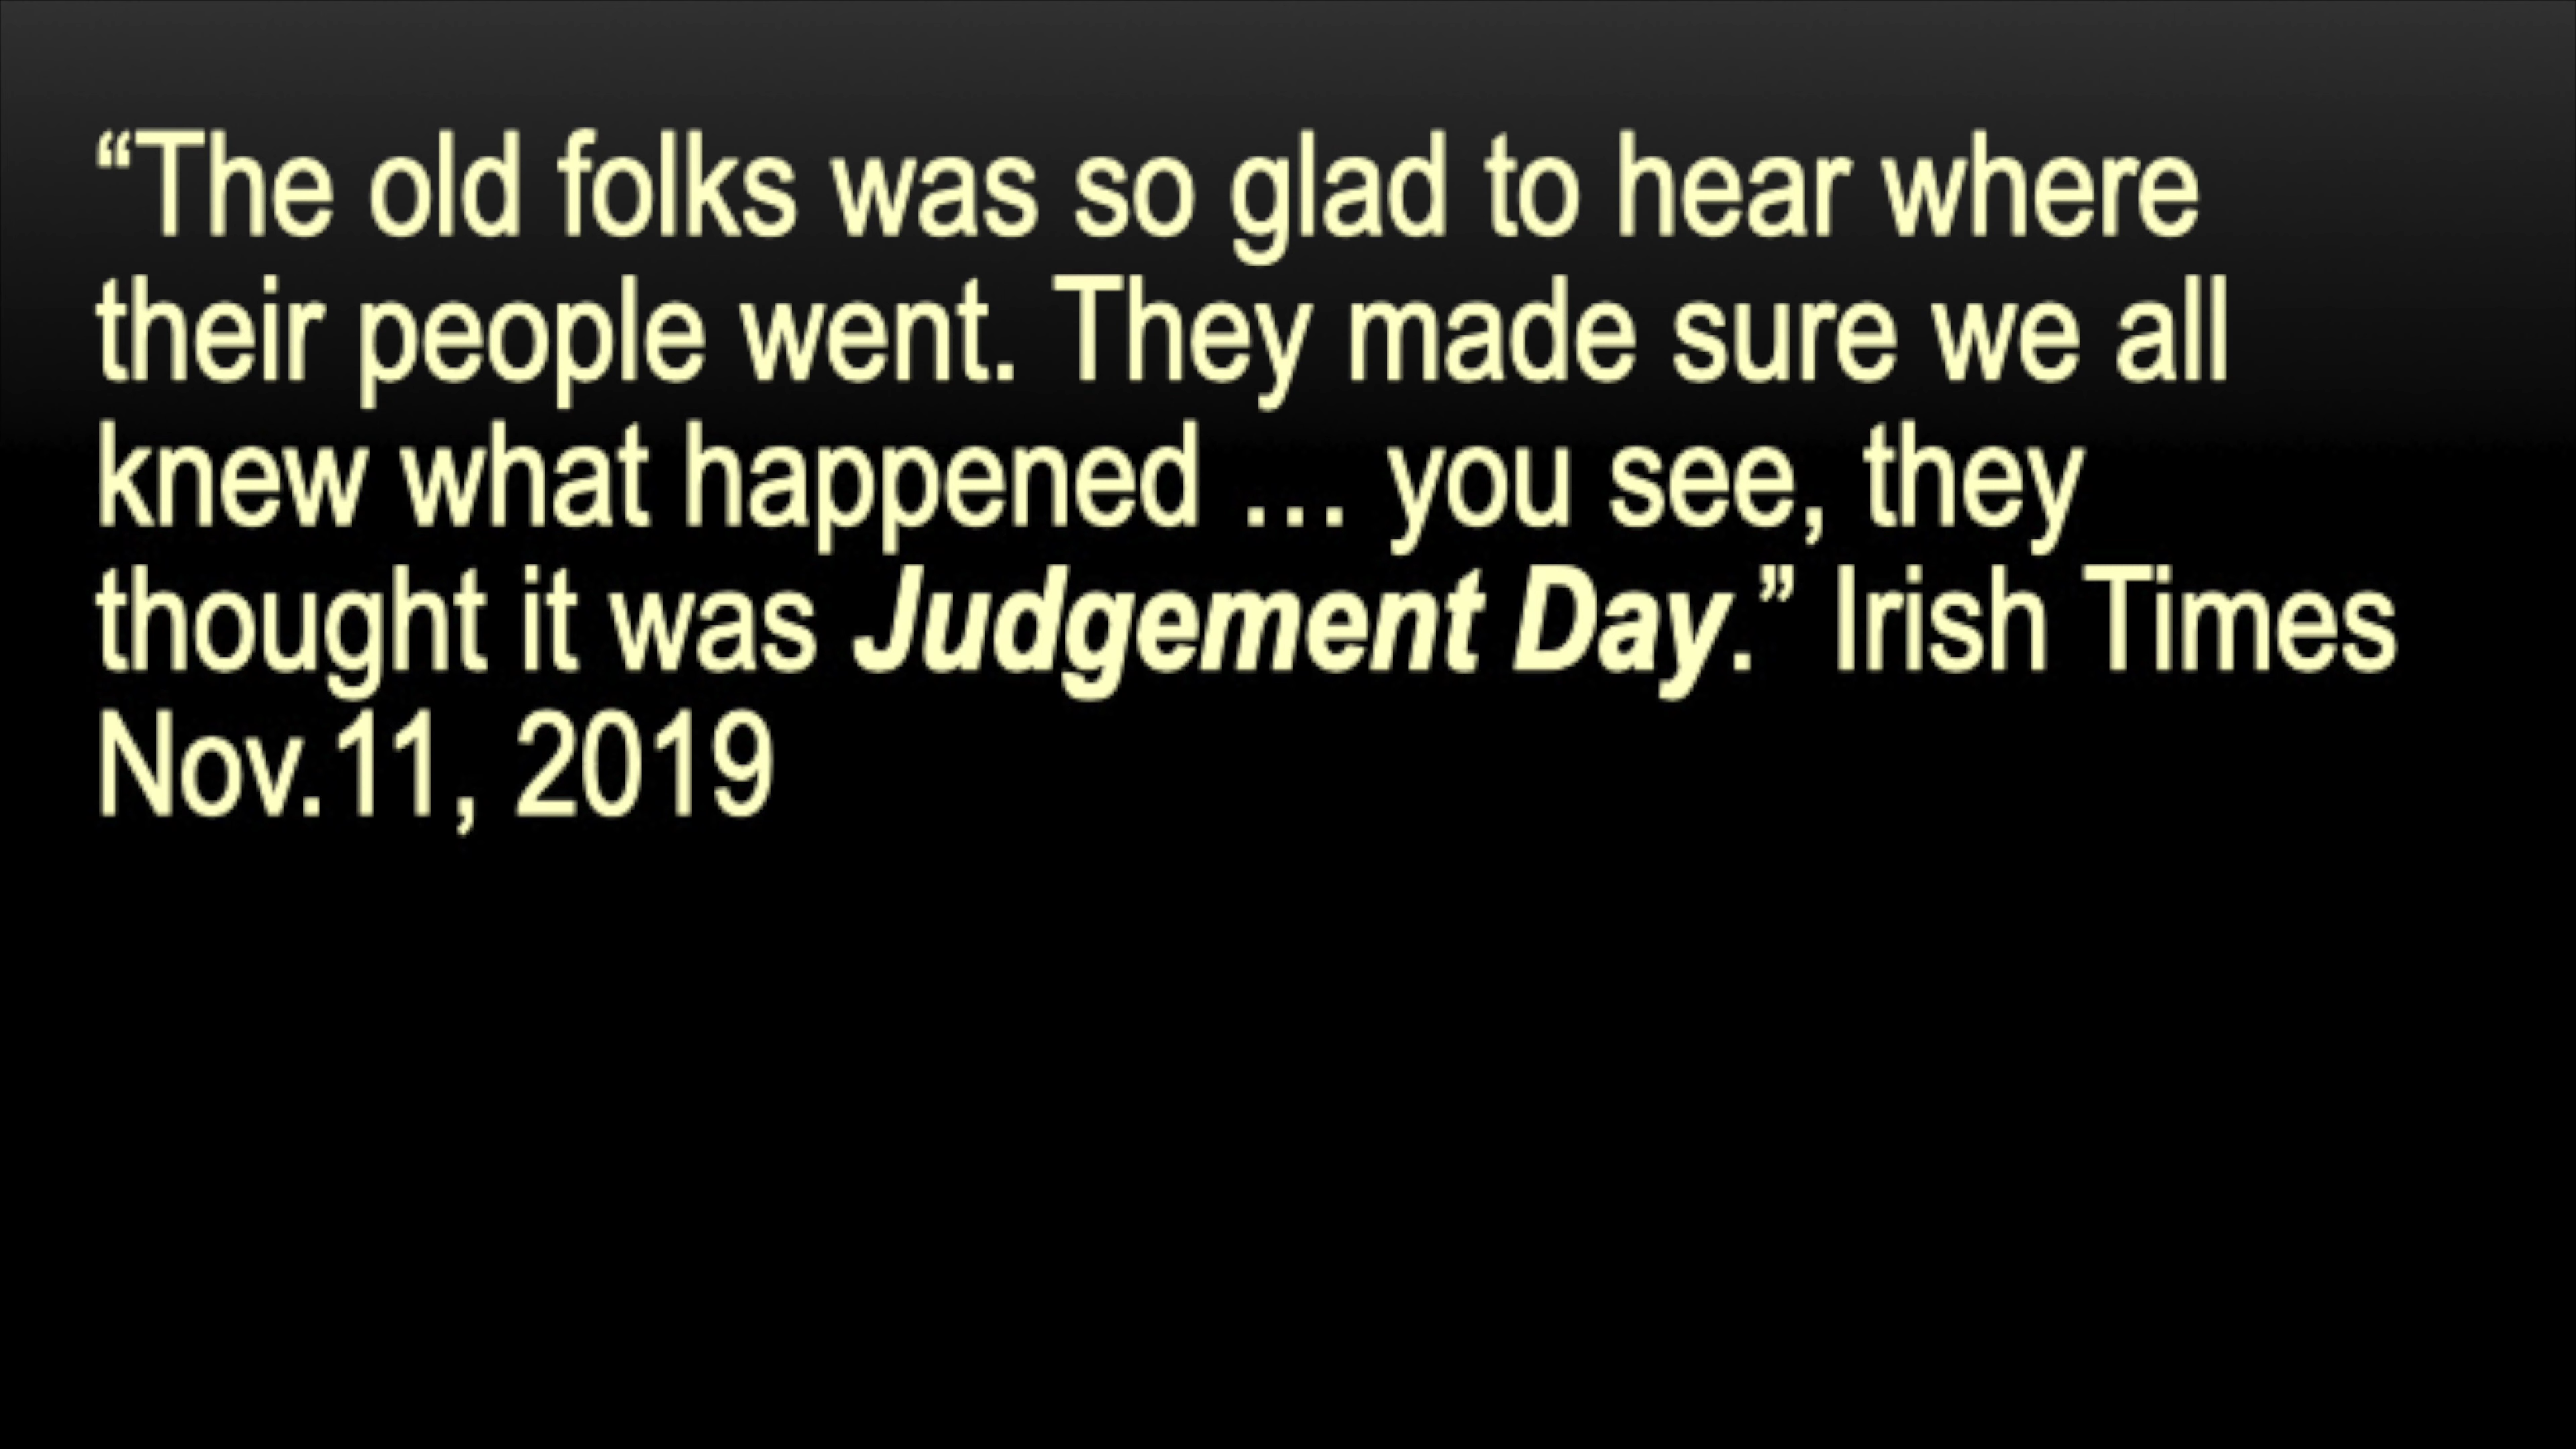 “The old folks was so glad to hear where
their people went. They made sure we all
knew what happened … you see, they
thought it was Judgement Day.” Irish Times
Nov.11, 2019